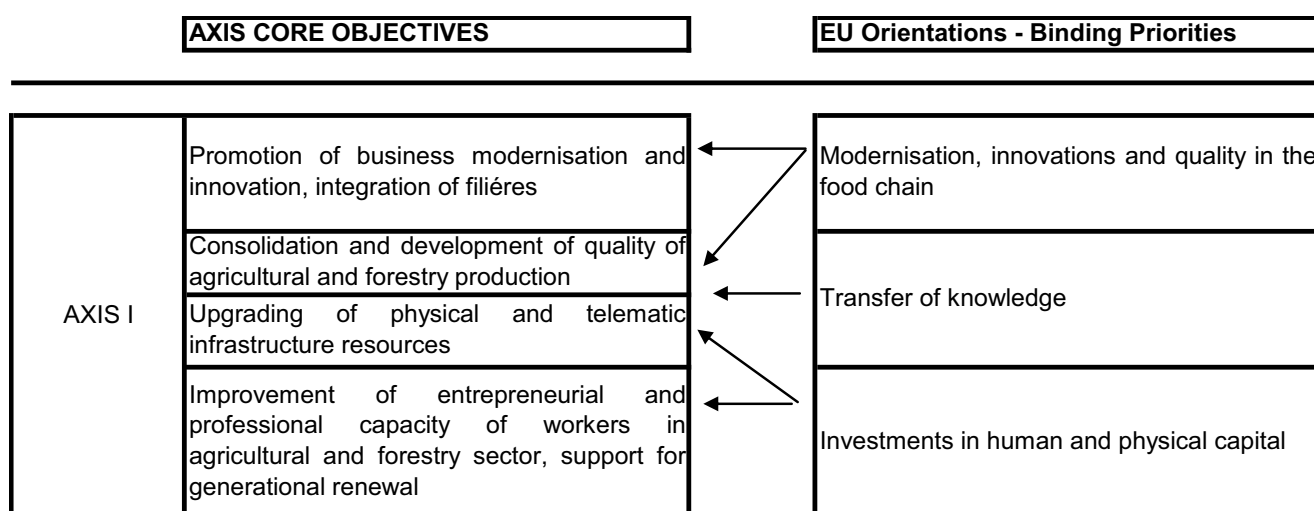 AXIS CORE OBJECTIVES
EU Orientations - Binding Priorities
AXIS I
Promotion of business modernisation and
innovation, integration of filiéres
Modernisation, innovations and quality in the
food chain
Consolidation and development of quality of
agricultural and forestry production
Transfer of knowledge
Upgrading of physical and telematic
infrastructure resources
Improvement of entrepreneurial and
professional capacity of workers in
agricultural and forestry sector, support for
generational renewal
Investments in human and physical capital